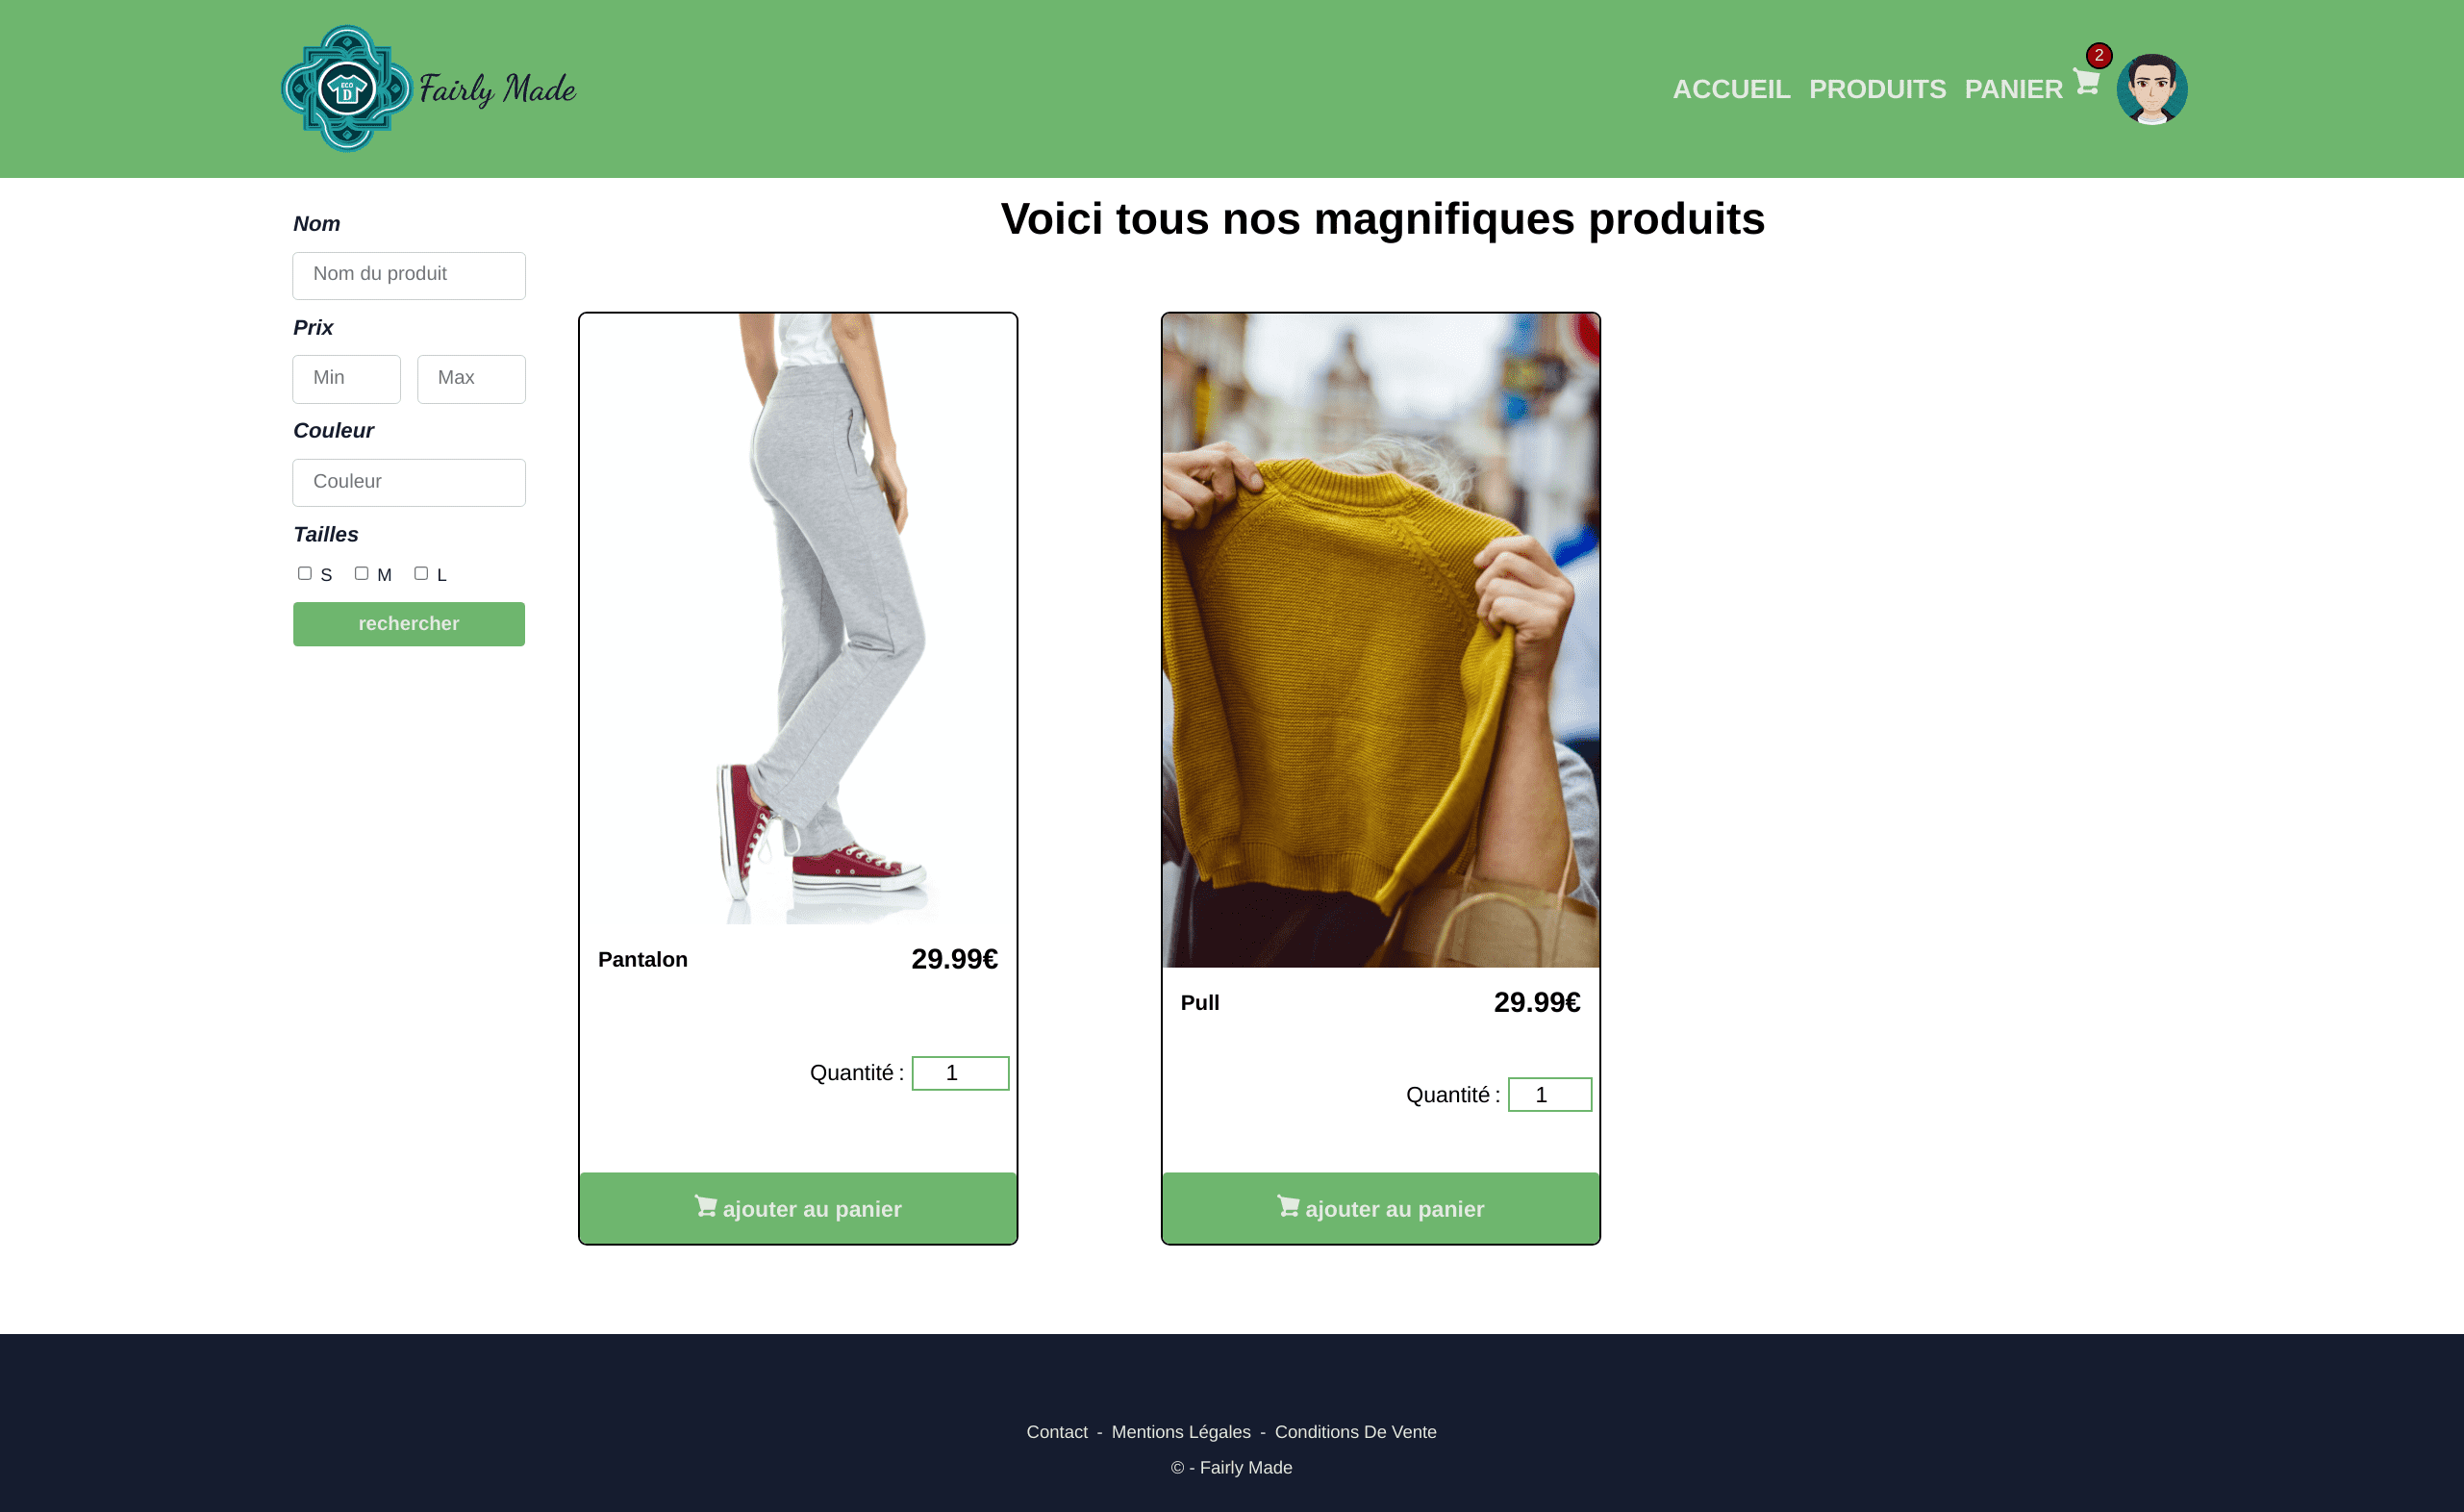 ECO
D
Fairly Made
ACCUEIL PRODUITS PANIER 2
Voici tous nos magnifiques produits
Nom
Nom du produit
Prix
Min Max
Couleur
Couleur
Tailles
S M L
rechercher
Pantalon 29.99€
Quantité : 1
ajouter au panier
Pull 29.99€
Quantité : 1
ajouter au panier
Contact - Mentions Légales - Conditions De Vente
© - Fairly Made